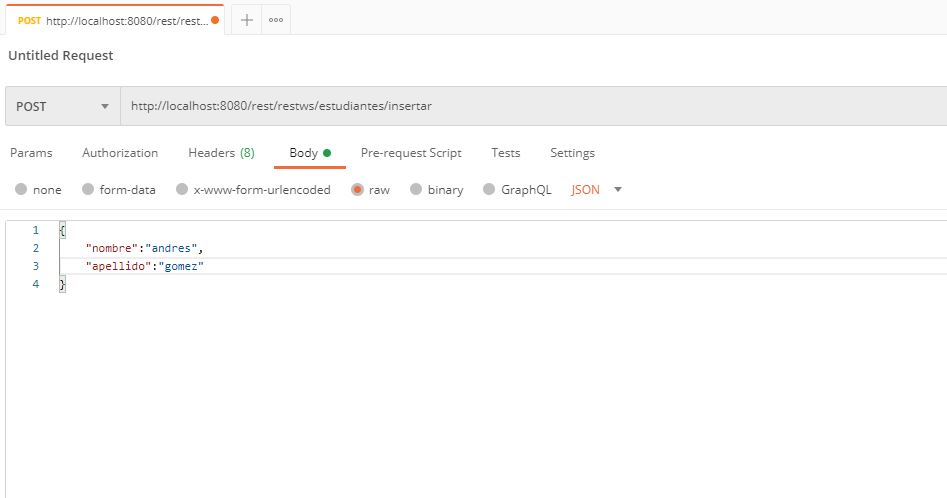 POST http://localhost:8080/rest/rest...
Untitled Request
POST http://localhost:8080/rest/restws/estudiantes/insertar
Params Authorization Headers (8) Body Pre-request Script Tests Settings
none form-data x-www-form-urlencoded raw binary GraphQL JSON
1 {
2 "nombre":"andres",
3 "apellido":"gomez"
4 }